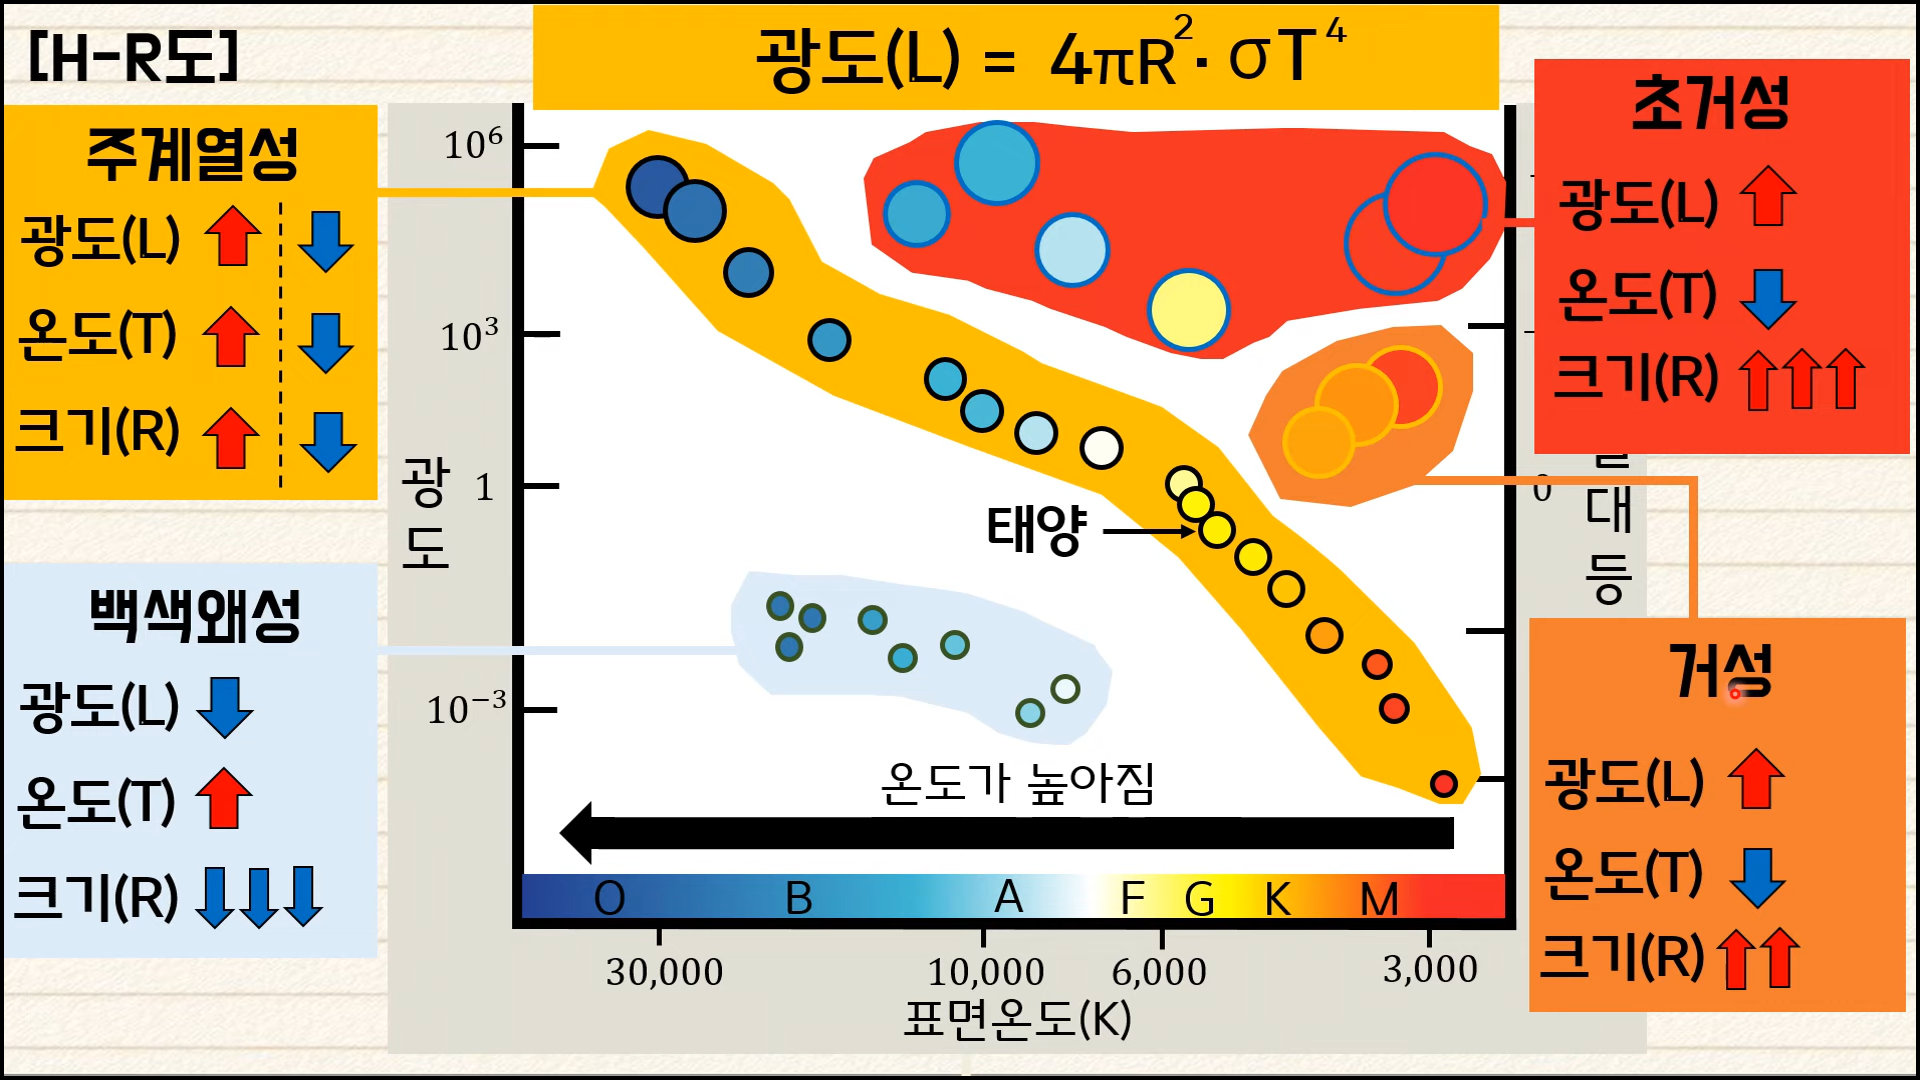 [H-R도]
광도(L) = 4πR² · σT⁴
주계열성
광도(L)
온도(T)
크기(R)
백색왜성
광도(L)
온도(T)
크기(R)
광도
10⁶
10³
1
10⁻³
태양
온도가 높아짐
O B A F G K M
30,000 10,000 6,000 3,000
표면온도(K)
0
대등
초거성
광도(L)
온도(T)
크기(R)
거성
광도(L)
온도(T)
크기(R)